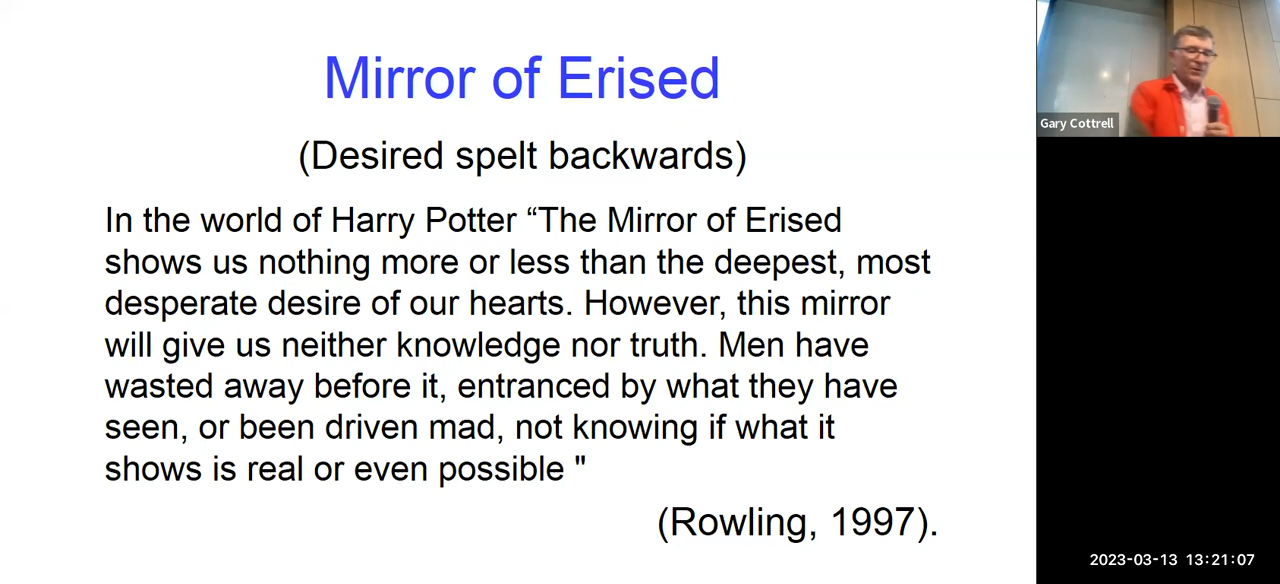 Mirror of Erised
(Desired spelt backwards)
In the world of Harry Potter “The Mirror of Erised
shows us nothing more or less than the deepest, most
desperate desire of our hearts. However, this mirror
will give us neither knowledge nor truth. Men have
wasted away before it, entranced by what they have
seen, or been driven mad, not knowing if what it
shows is real or even possible "
(Rowling, 1997).
Gary Cottrell
2023-03-13 13:21:07